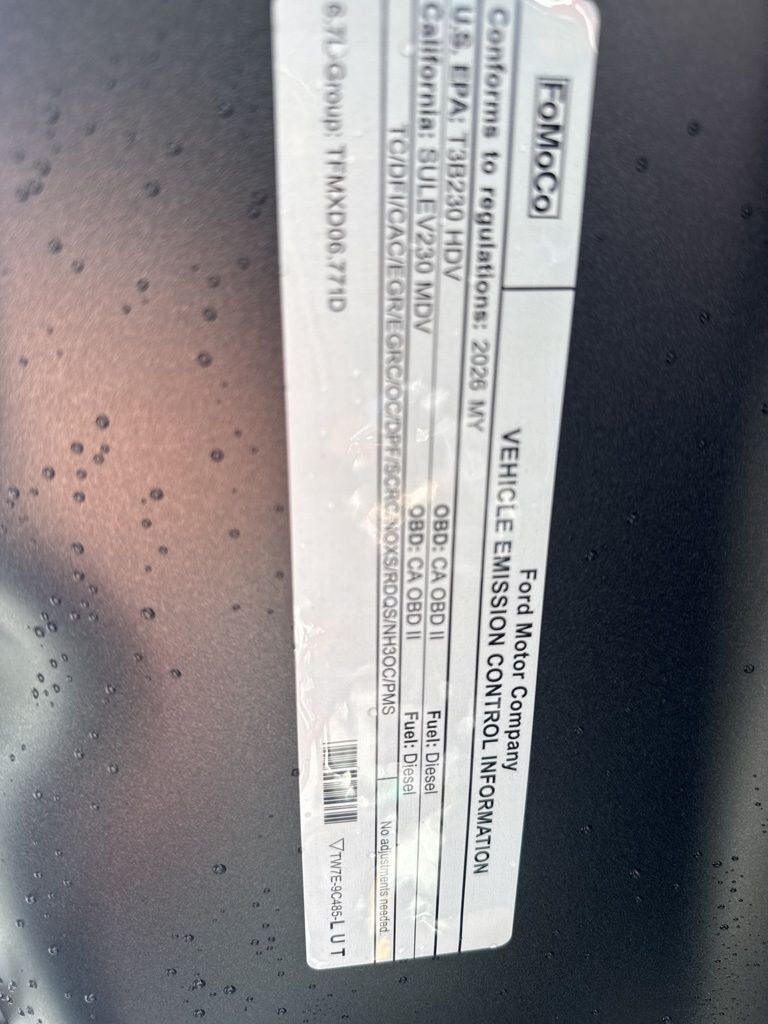 FoMoCo
Ford Motor Company
VEHICLE EMISSION CONTROL INFORMATION
Conforms to regulations: 2026 MY
U.S. EPA: T3B230 HDV OBD: CA OBD II Fuel: Diesel
California: SULEV230 MDV OBD: CA OBD II Fuel: Diesel
TC/DFI/CAC/EGR/EGRC/OC/DPF/SCRC/NOXS/RDQS/NH3OC/PMS
No adjustments needed.
6.7L-Group: TFMXD06.771D
▽TW7E-9C485-L U T